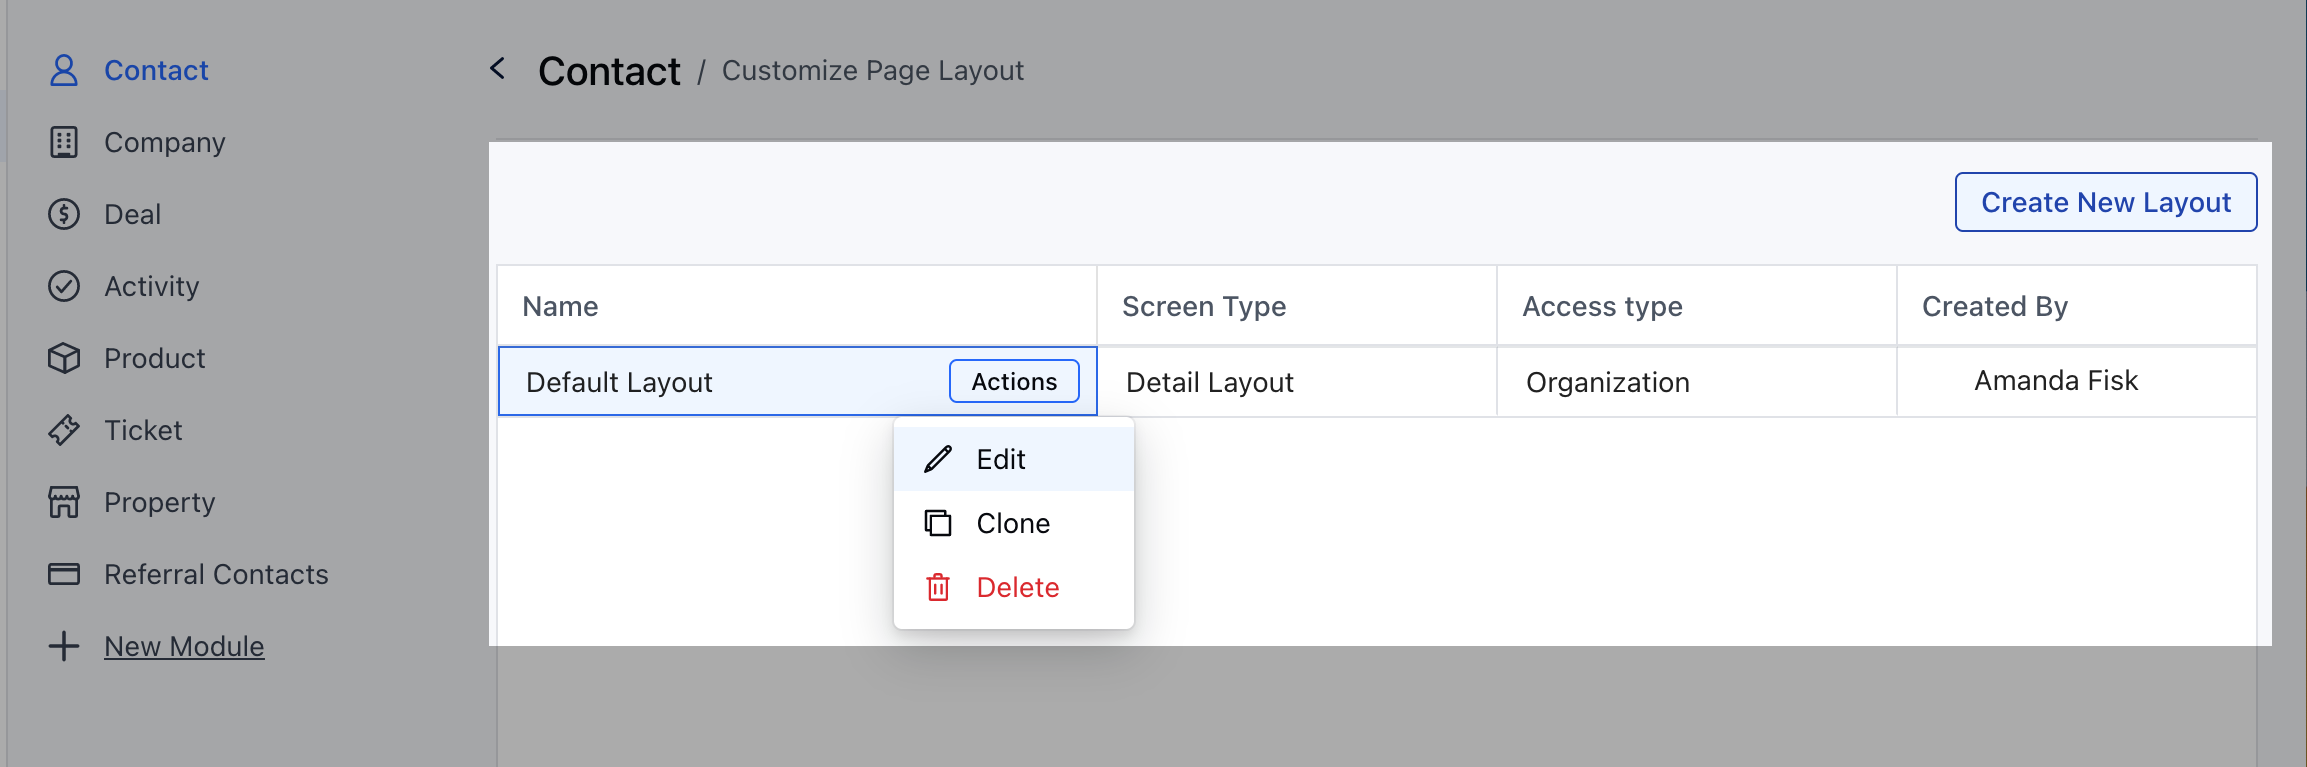 Contact
Company
Deal
Activity
Product
Ticket
Property
Referral Contacts
New Module
Contact / Customize Page Layout
Create New Layout
Name Screen Type Access type Created By
Default Layout Actions Detail Layout Organization Amanda Fisk
Edit
Clone
Delete